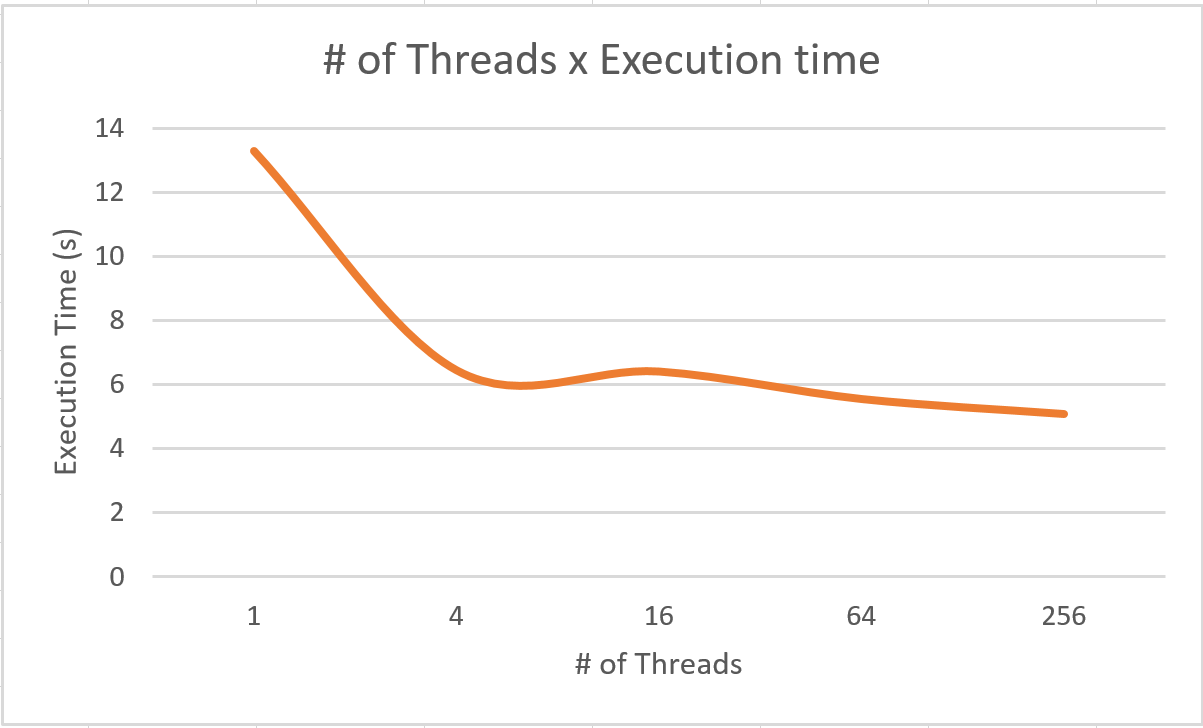 # of Threads x Execution time
14
12
10
8
6
4
2
0
Execution Time (s)
1 4 16 64 256
# of Threads